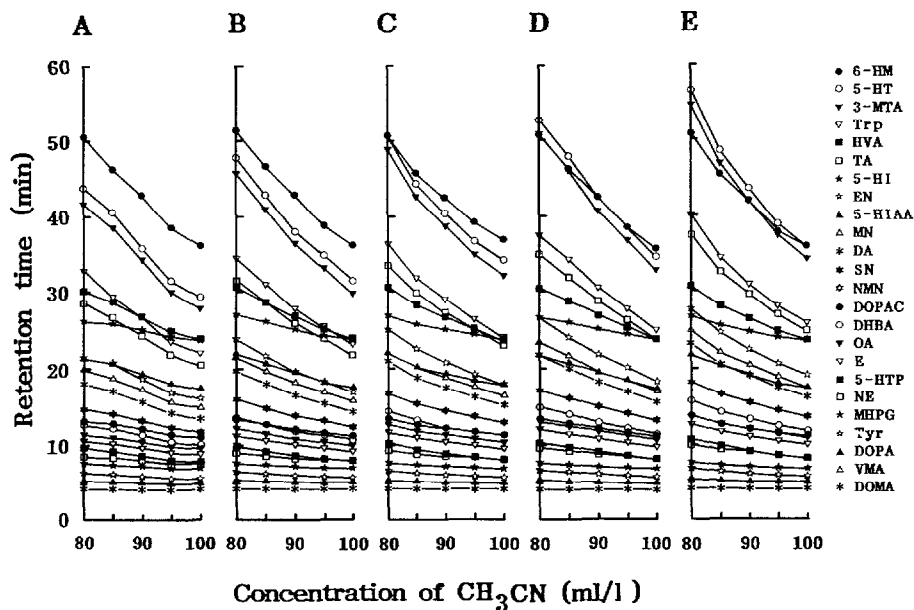 A B C D E
Retention time (min)
60
50
40
30
20
10
0
80 90 100 80 90 100 80 90 100 80 90 100 80 90 100
Concentration of CH₃CN (ml/l)
6-HM
5-HT
3-MTA
Trp
HVA
TA
5-HI
EN
5-HIAA
MN
DA
SN
NMN
DOPAC
DHBA
OA
E
5-HTP
NE
MHPG
Tyr
DOPA
VMA
DOMA